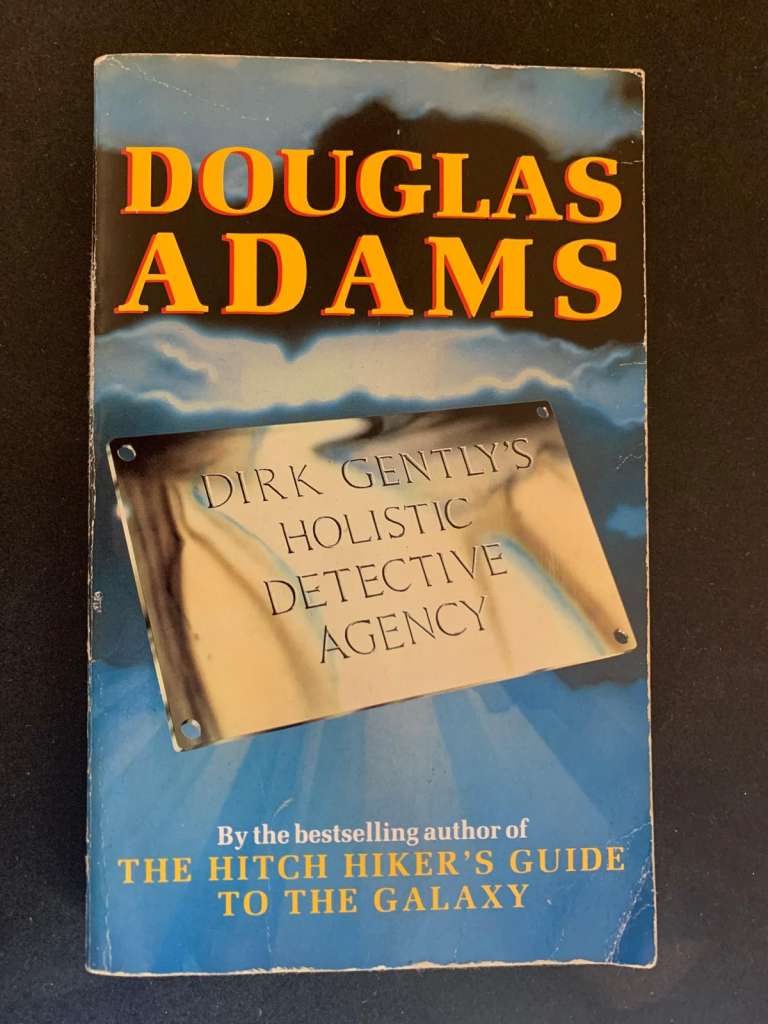 DOUGLAS
ADAMS
DIRK GENTLY'S
HOLISTIC
DETECTIVE
AGENCY
By the bestselling author of
THE HITCH HIKER'S GUIDE
TO THE GALAXY